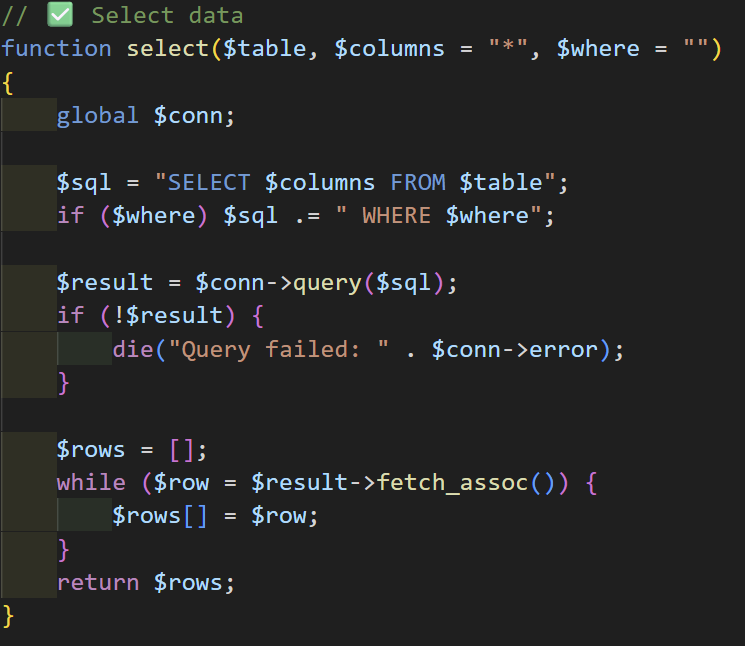 // ✅ Select data
function select($table, $columns = "*", $where = "")
{
    global $conn;

    $sql = "SELECT $columns FROM $table";
    if ($where) $sql .= " WHERE $where";

    $result = $conn->query($sql);
    if (!$result) {
        die("Query failed: " . $conn->error);
    }

    $rows = [];
    while ($row = $result->fetch_assoc()) {
        $rows[] = $row;
    }
    return $rows;
}